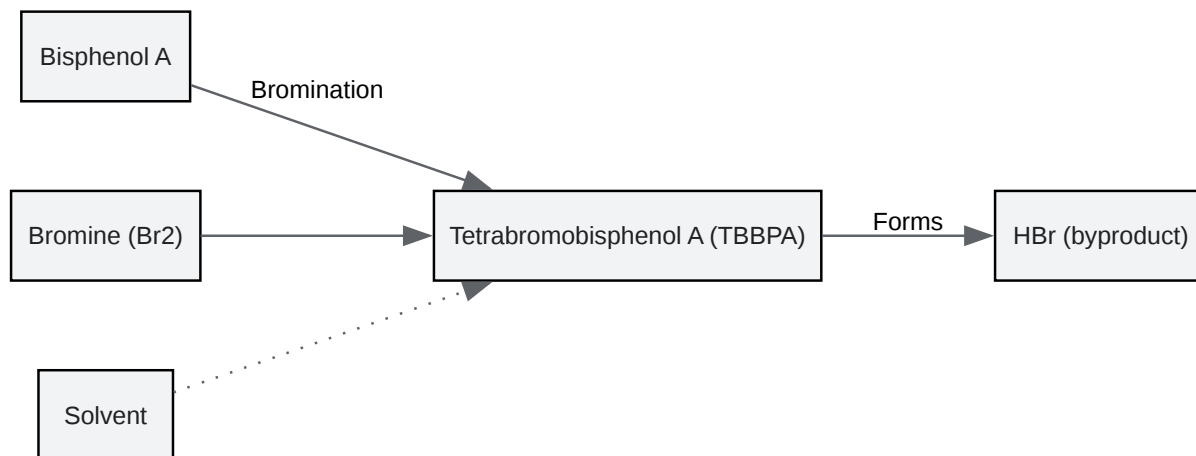 Bisphenol A
Bromination
Bromine (Br2)
Tetrabromobisphenol A (TBBPA)
Forms
HBr (byproduct)
Solvent